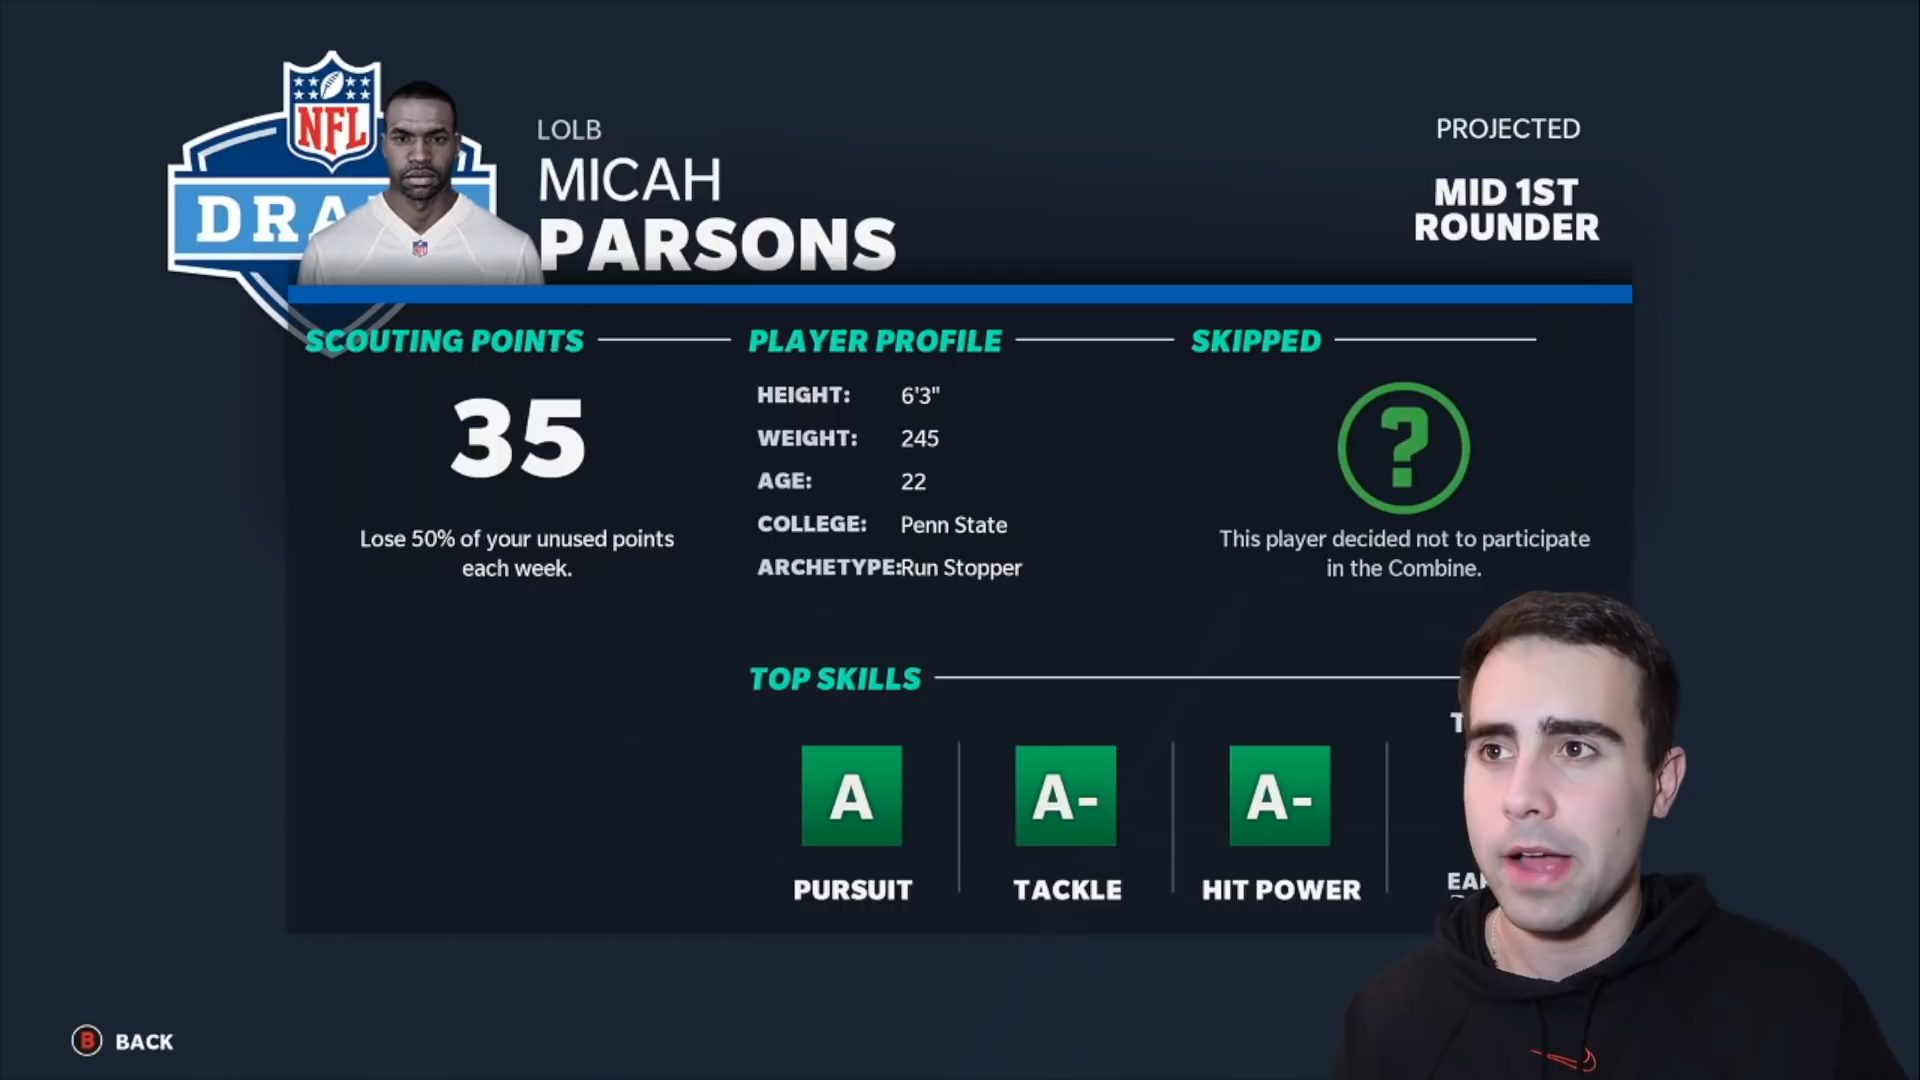 NFL
LOLB
MICAH
PARSONS
PROJECTED
MID 1ST
ROUNDER
SCOUTING POINTS
35
Lose 50% of your unused points
each week.
PLAYER PROFILE
HEIGHT: 6'3"
WEIGHT: 245
AGE: 22
COLLEGE: Penn State
ARCHETYPE: Run Stopper
SKIPPED
?
This player decided not to participate
in the Combine.
TOP SKILLS
A
PURSUIT
A-
TACKLE
A-
HIT POWER
B BACK